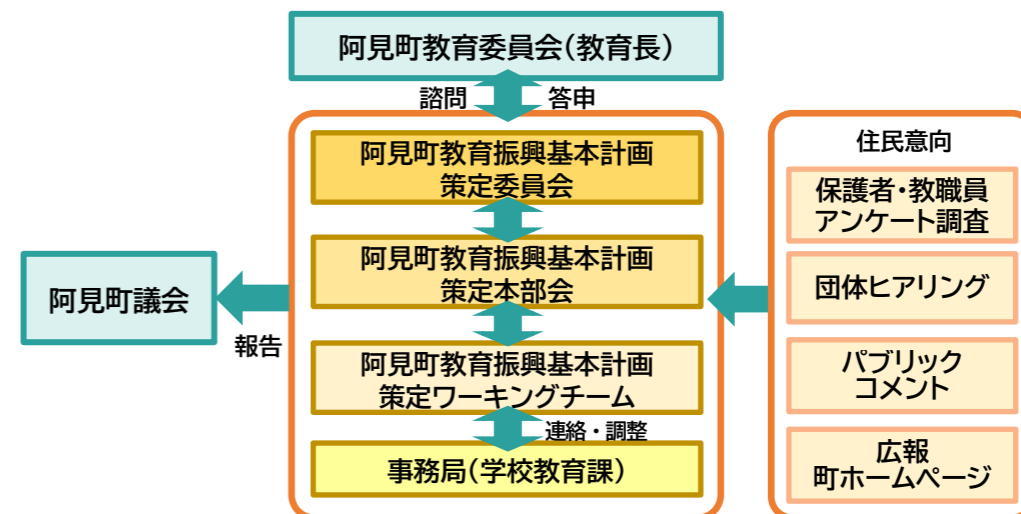 阿見町教育委員会(教育長)
諮問
答申
阿見町教育振興基本計画
策定委員会
阿見町教育振興基本計画
策定本部会
阿見町教育振興基本計画
策定ワーキングチーム
連絡・調整
事務局(学校教育課)
阿見町議会
報告
住民意向
保護者・教職員
アンケート調査
団体ヒアリング
パブリック
コメント
広報
町ホームページ